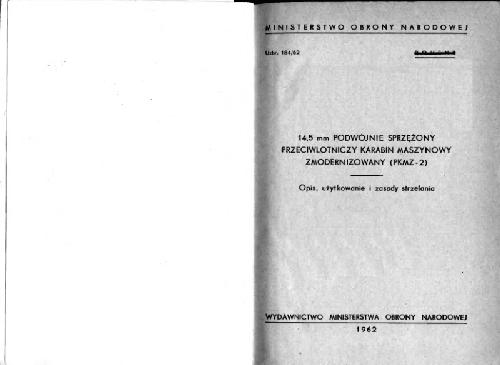 MINISTERSTWO OBRONY NARODOWEJ
Uzbr. 184/62
14,5 mm PODWÓJNIE SPRZĘŻONY
PRZECIWLOTNICZY KARABIN MASZYNOWY
ZMODERNIZOWANY (PKMZ-2)
Opis, użytkowanie i zasady strzelania
WYDAWNICTWO MINISTERSTWA OBRONY NARODOWEJ
1962